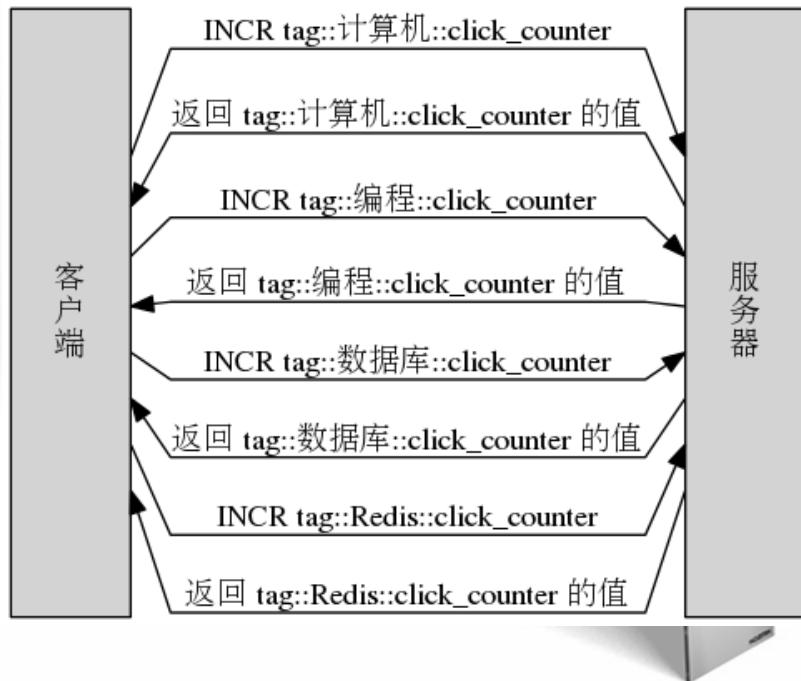 INCR tag::计算机::click_counter
返回 tag::计算机::click_counter 的值
INCR tag::编程::click_counter
返回 tag::编程::click_counter 的值
客户端
服务器
INCR tag::数据库::click_counter
返回 tag::数据库::click_counter 的值
INCR tag::Redis::click_counter
返回 tag::Redis::click_counter 的值